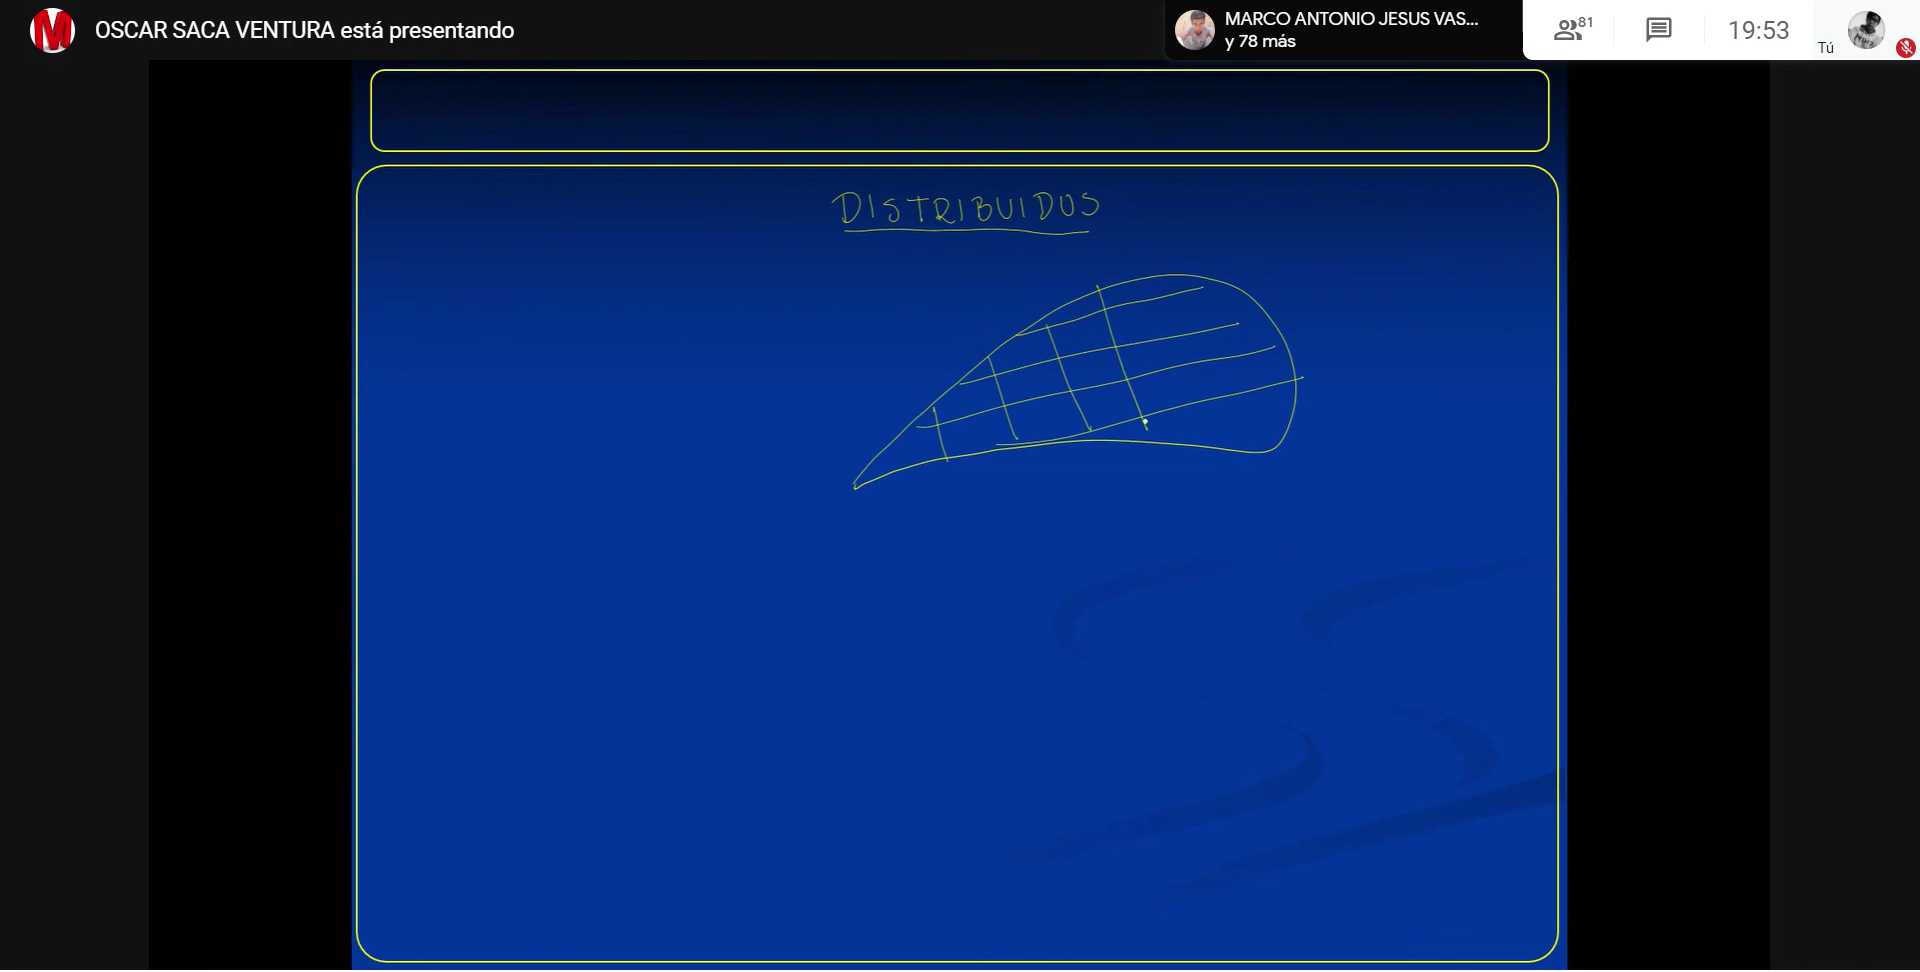 OSCAR SACA VENTURA está presentando
MARCO ANTONIO JESUS VAS...
y 78 más
81
19:53
Tú
DISTRIBUIDOS